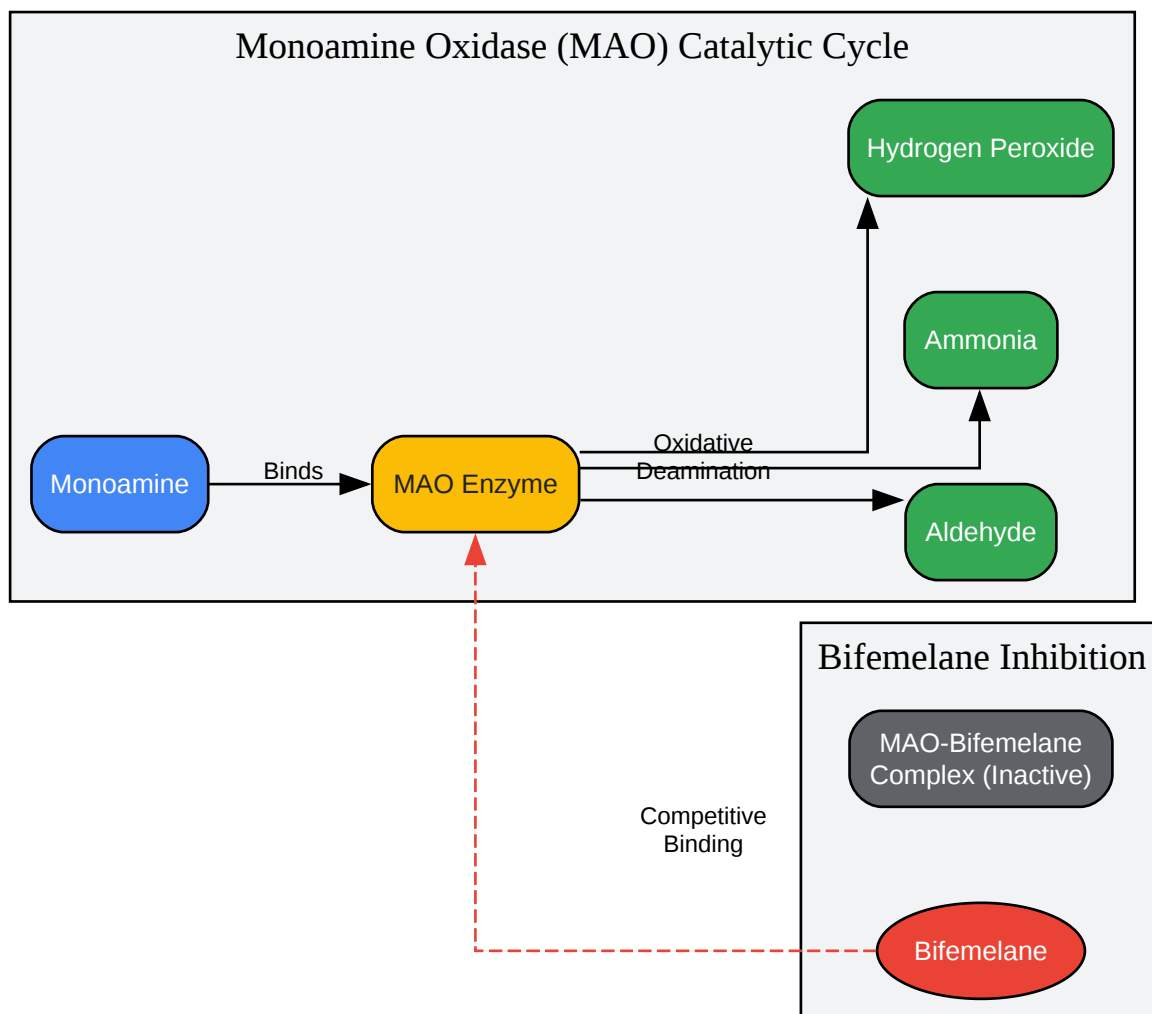 Monoamine Oxidase (MAO) Catalytic Cycle
Hydrogen Peroxide
Ammonia
Oxidative
Deamination
Monoamine
Binds
MAO Enzyme
Aldehyde
Bifemelane Inhibition
MAO-Bifemelane
Complex (Inactive)
Competitive
Binding
Bifemelane